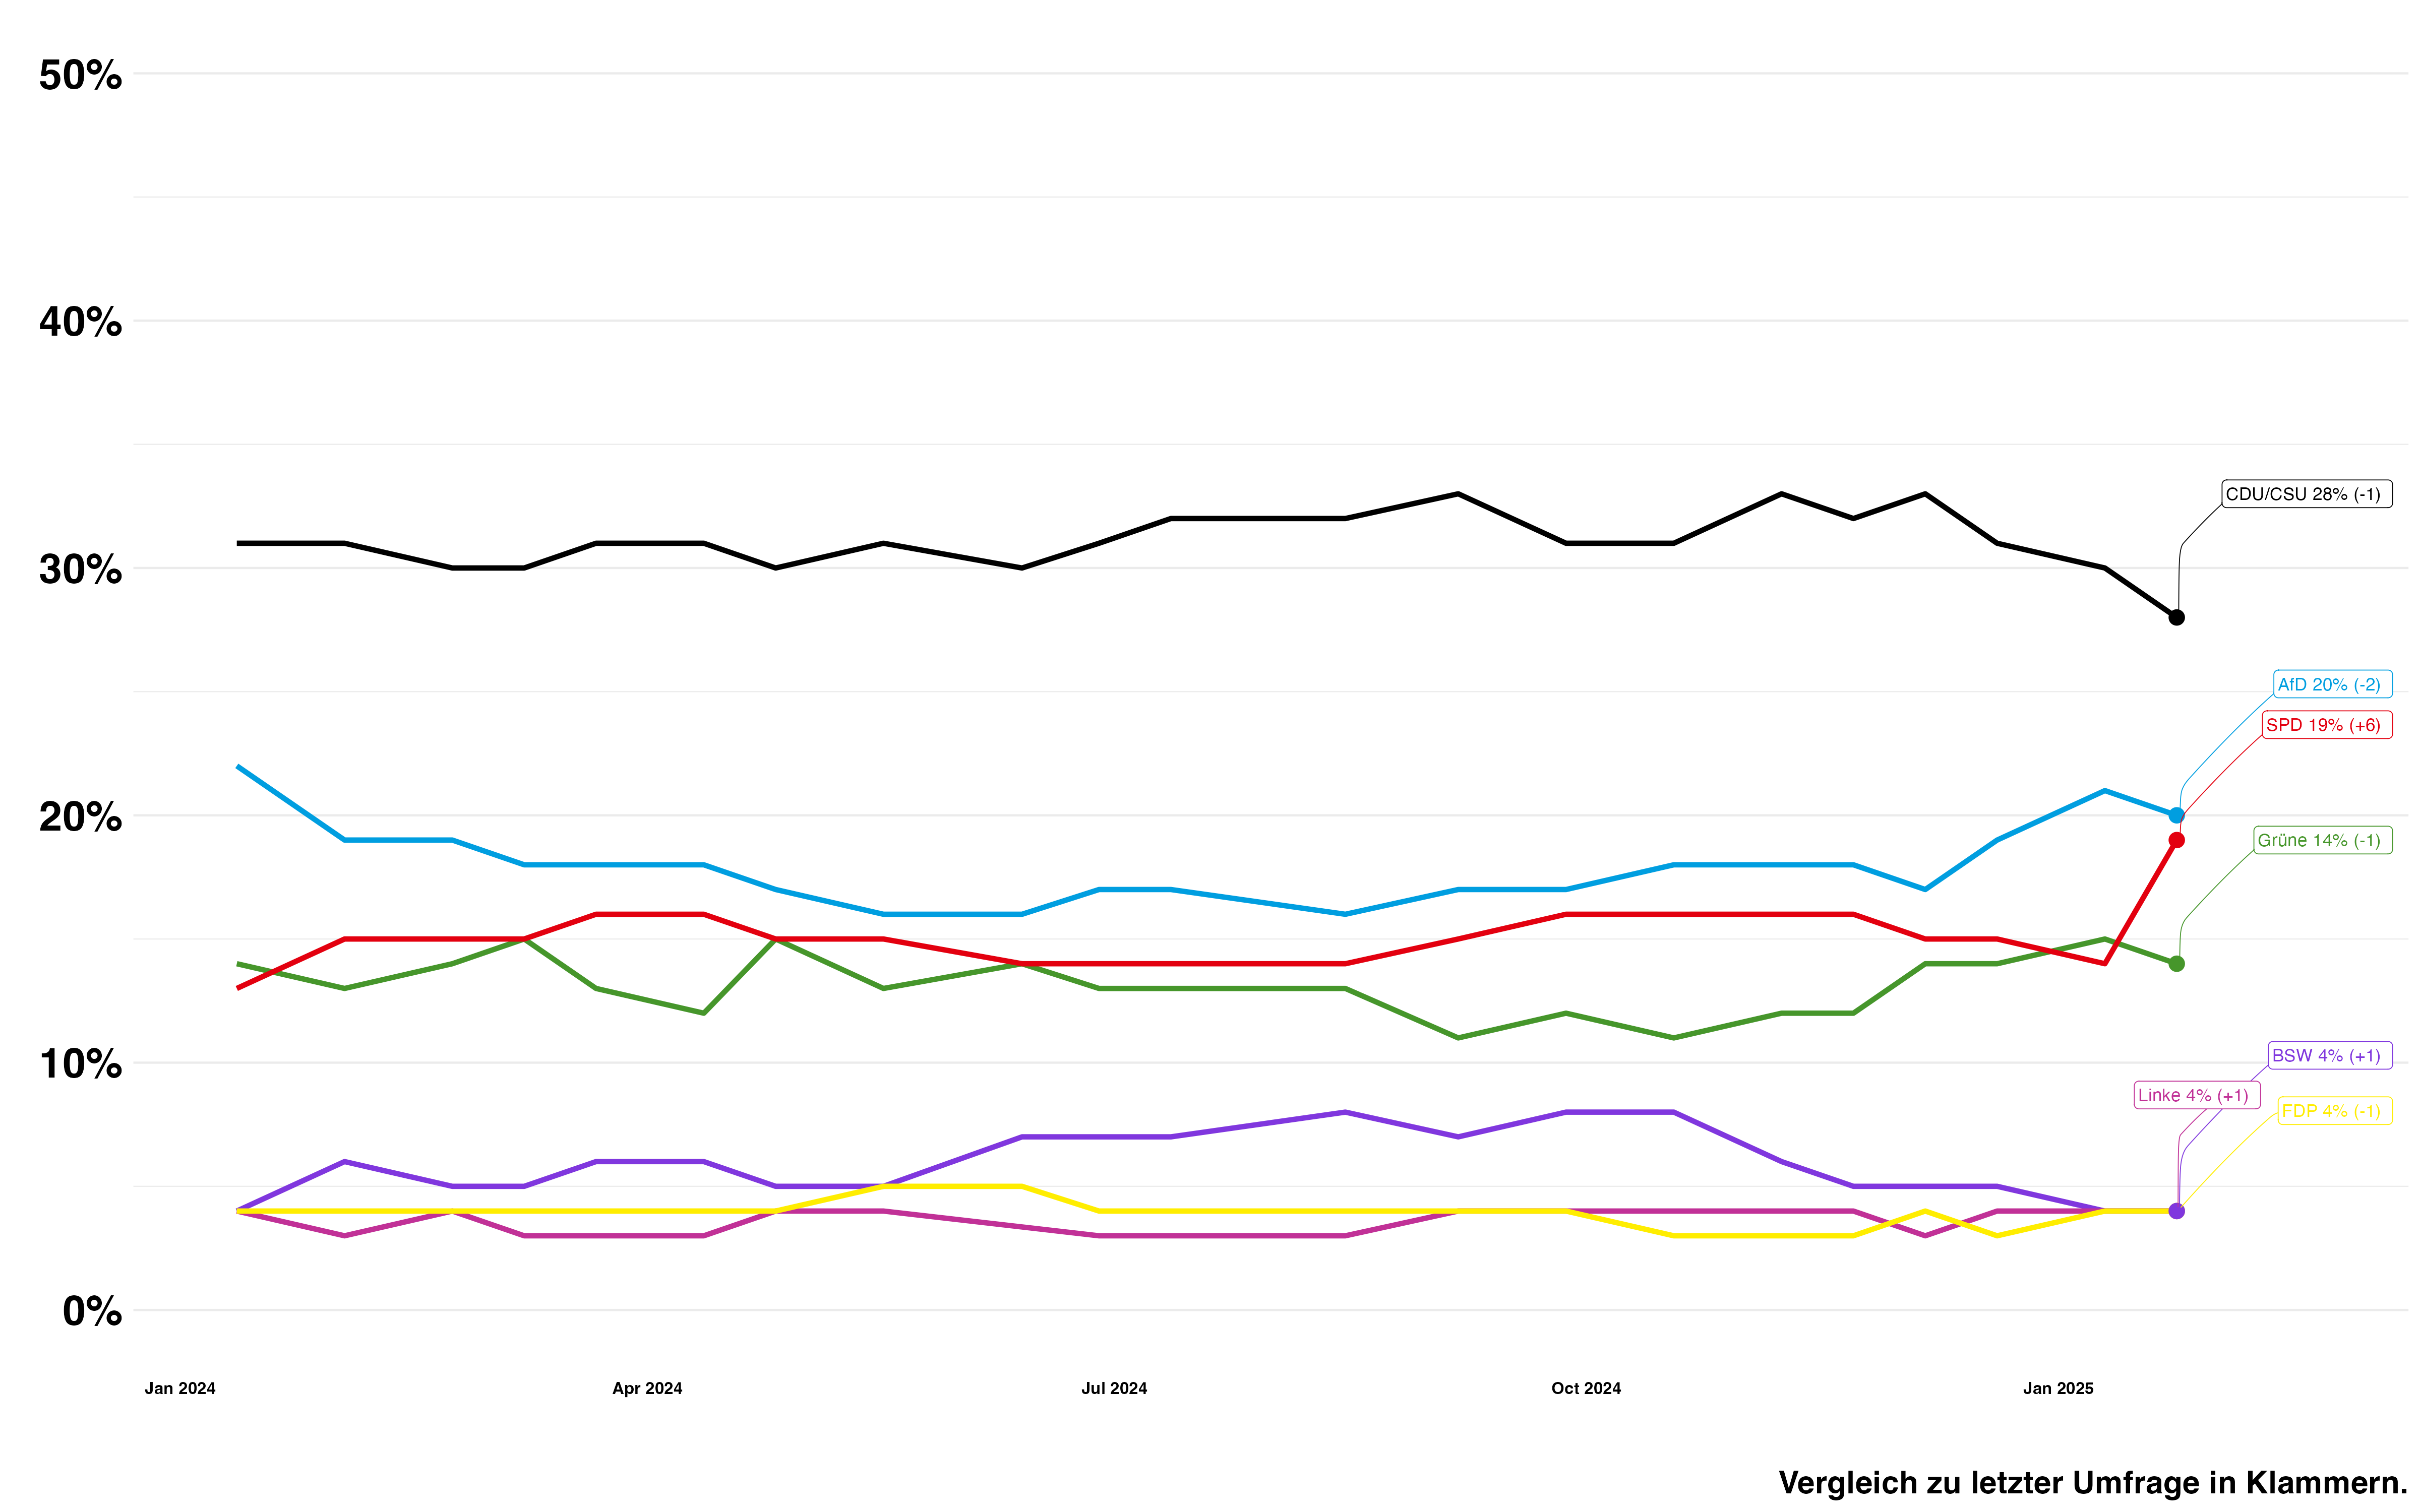 50%
40%
30%
20%
10%
0%
CDU/CSU 28% (-1)
AfD 20% (-2)
SPD 19% (+6)
Grüne 14% (-1)
BSW 4% (+1)
Linke 4% (+1)
FDP 4% (-1)
Jan 2024
Apr 2024
Jul 2024
Oct 2024
Jan 2025
Vergleich zu letzter Umfrage in Klammern.